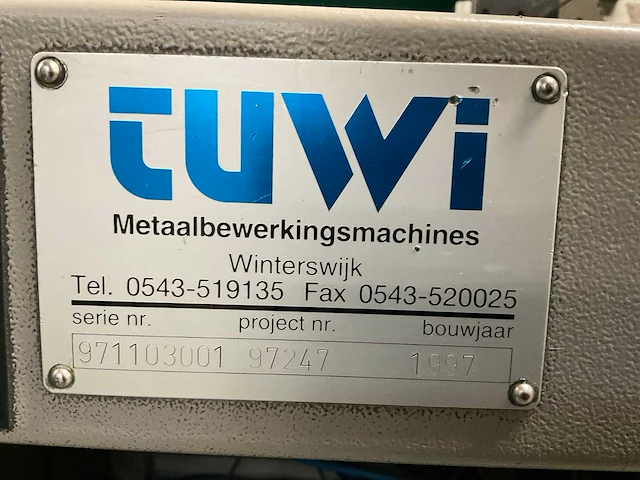 tuwi
Metaalbewerkingsmachines
Winterswijk
Tel. 0543-519135 Fax 0543-520025
serie nr. project nr. bouwjaar
971103001 97247 1997